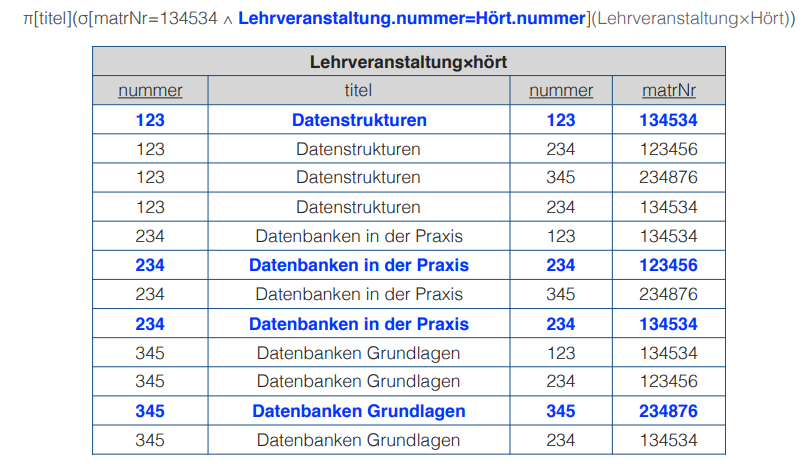 π[titel](σ[matrNr=134534 ∧ Lehrveranstaltung.nummer=Hört.nummer](Lehrveranstaltung×Hört))
Lehrveranstaltung×hört
nummer titel nummer matrNr
123 Datenstrukturen 123 134534
123 Datenstrukturen 234 123456
123 Datenstrukturen 345 234876
123 Datenstrukturen 234 134534
234 Datenbanken in der Praxis 123 134534
234 Datenbanken in der Praxis 234 123456
234 Datenbanken in der Praxis 345 234876
234 Datenbanken in der Praxis 234 134534
345 Datenbanken Grundlagen 123 134534
345 Datenbanken Grundlagen 234 123456
345 Datenbanken Grundlagen 345 234876
345 Datenbanken Grundlagen 234 134534